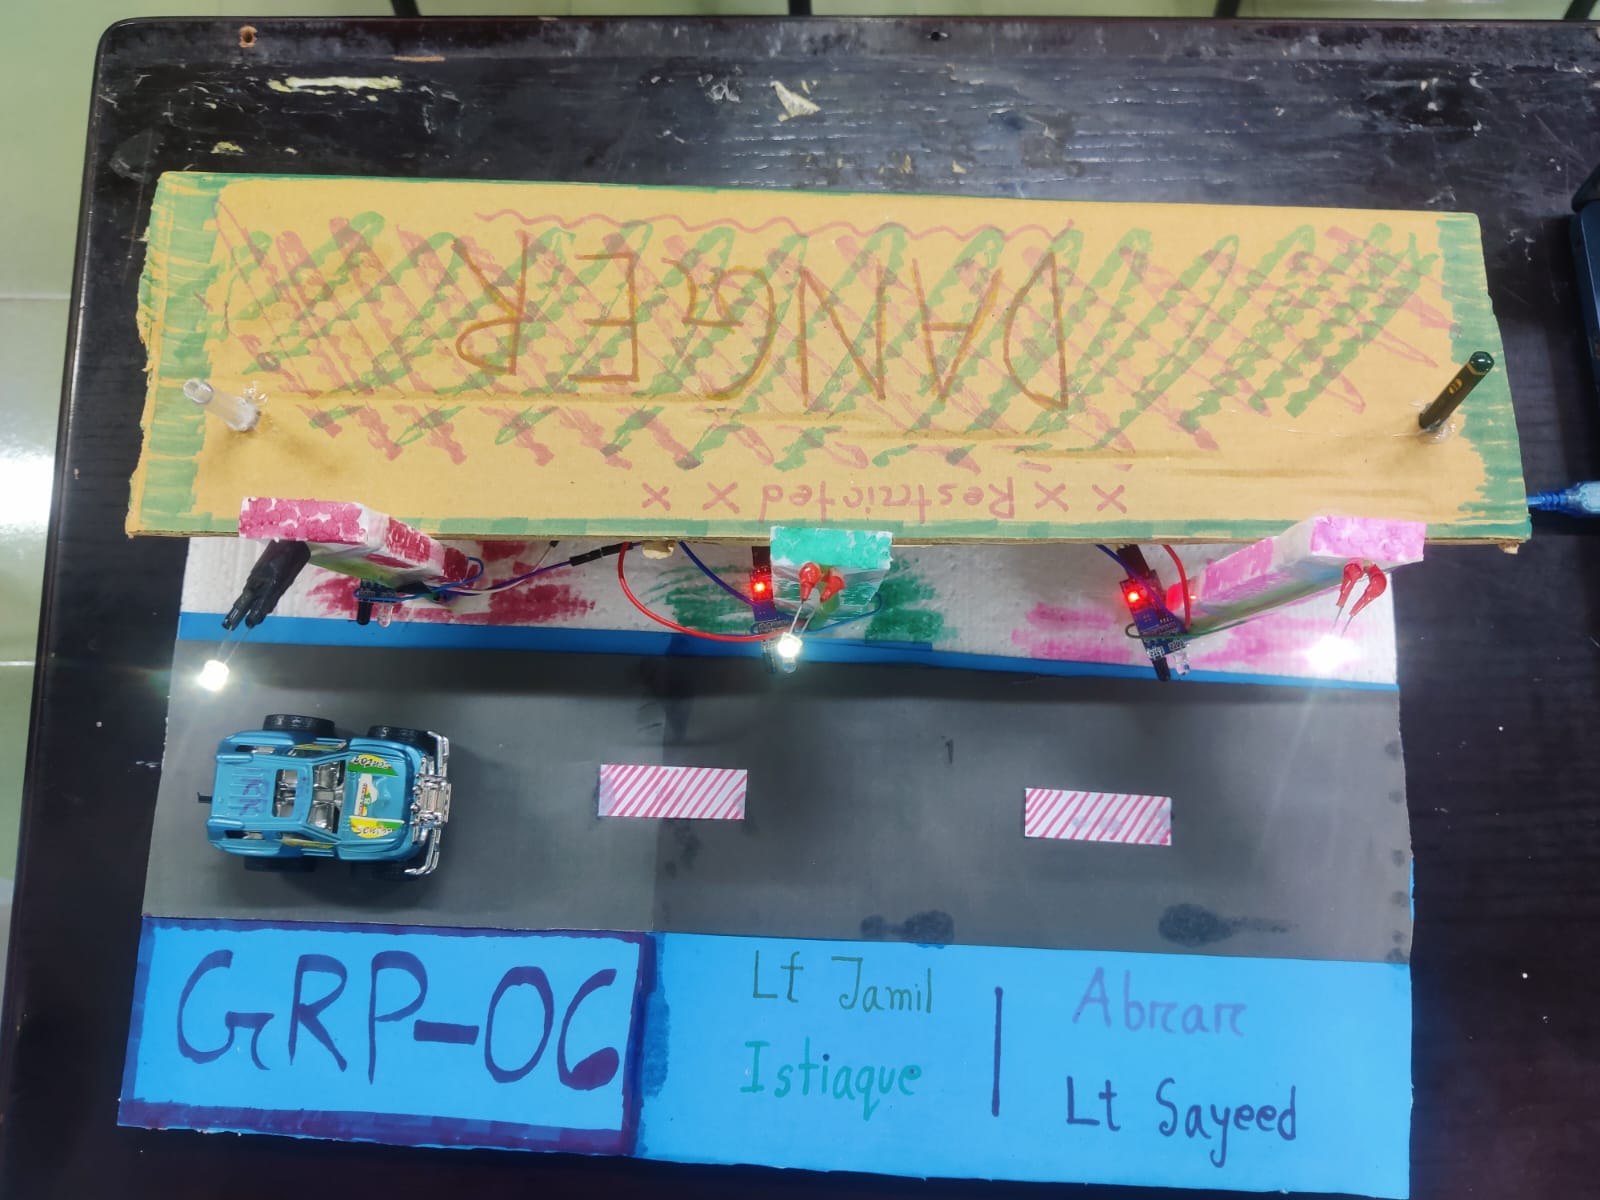 DANGER
X X Restricted X X
GRP-06
Lt Jamil
Istiaque
Abrar
Lt Sayeed